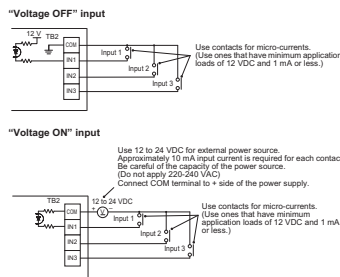 "Voltage OFF" input
12 V
TB2
COM
IN1
IN2
IN3
Input 1
Input 2
Input 3
Use contacts for micro-currents.
(Use ones that have minimum application
loads of 12 VDC and 1 mA or less.)
"Voltage ON" input
Use 12 to 24 VDC for external power source.
Approximately 10 mA input current is required for each contac
Be careful of the capacity of the power source.
(Do not apply 220-240 VAC)
Connect COM terminal to + side of the power supply.
TB2
12 to 24 VDC
+ V −
COM
IN1
IN2
IN3
Input 1
Input 2
Input 3
Use contacts for micro-currents.
(Use ones that have minimum
application loads of 12 VDC and 1 mA
or less.)